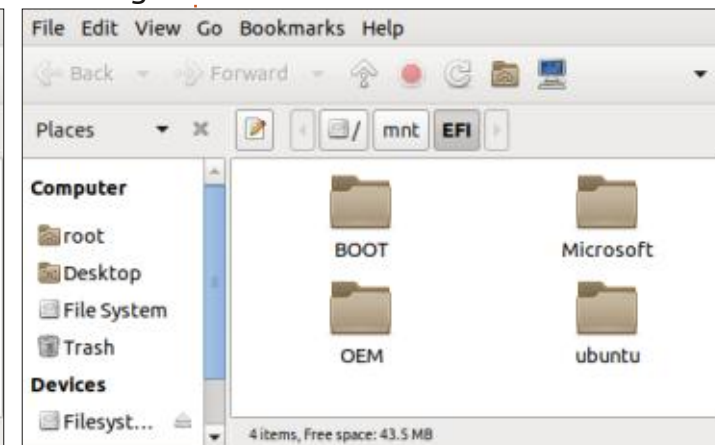 File Edit View Go Bookmarks Help
Back Forward
Places / mnt EFI
Computer
root
Desktop
File System
Trash
Devices
Filesyst...
BOOT Microsoft
OEM ubuntu
4 items, Free space: 43.5 MB